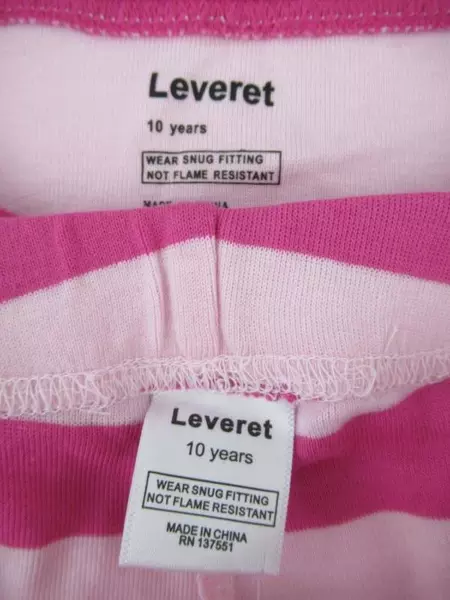 Leveret
10 years
WEAR SNUG FITTING
NOT FLAME RESISTANT
Leveret
10 years
WEAR SNUG FITTING
NOT FLAME RESISTANT
MADE IN CHINA
RN 137551